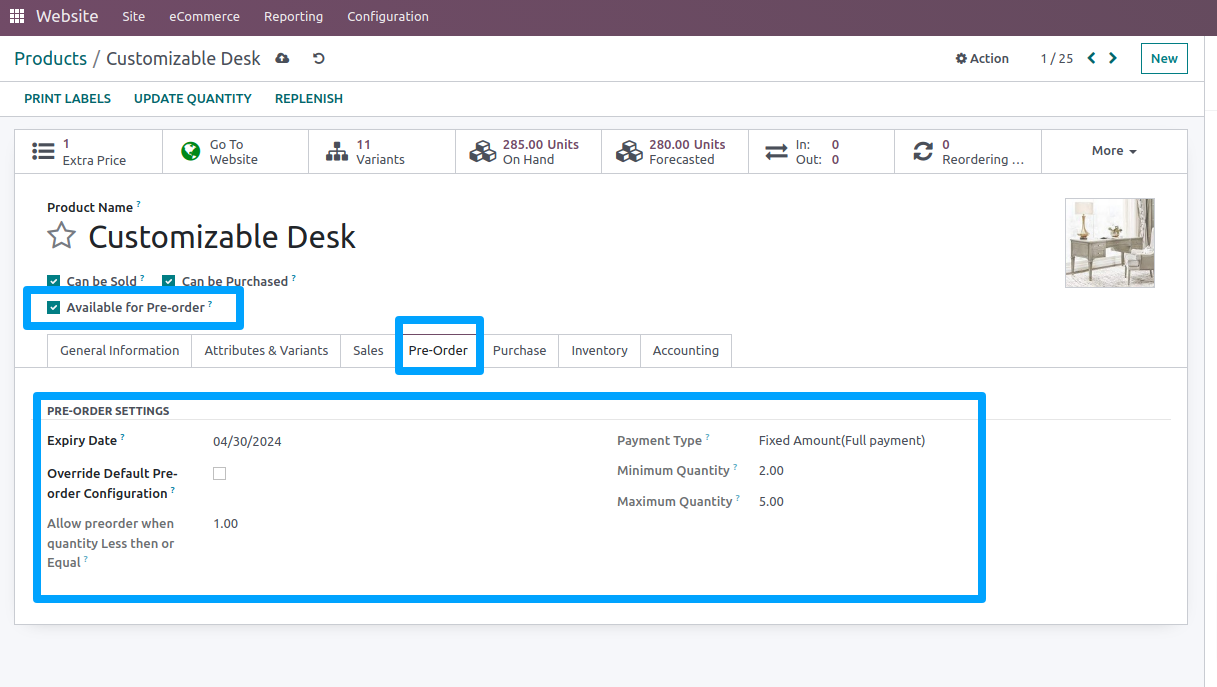 Website Site eCommerce Reporting Configuration
Products / Customizable Desk Action 1 / 25 New
PRINT LABELS UPDATE QUANTITY REPLENISH
1
Extra Price
Go To
Website
11
Variants
285.00 Units
On Hand
280.00 Units
Forecasted
In: 0
Out: 0
0
Reordering ...
More
Product Name ?
Customizable Desk
Can be Sold ? Can be Purchased ?
Available for Pre-order ?
General Information Attributes & Variants Sales Pre-Order Purchase Inventory Accounting
PRE-ORDER SETTINGS
Expiry Date ? 04/30/2024
Override Default Pre-
order Configuration ?
Allow preorder when 1.00
quantity Less then or
Equal ?
Payment Type ? Fixed Amount(Full payment)
Minimum Quantity ? 2.00
Maximum Quantity ? 5.00